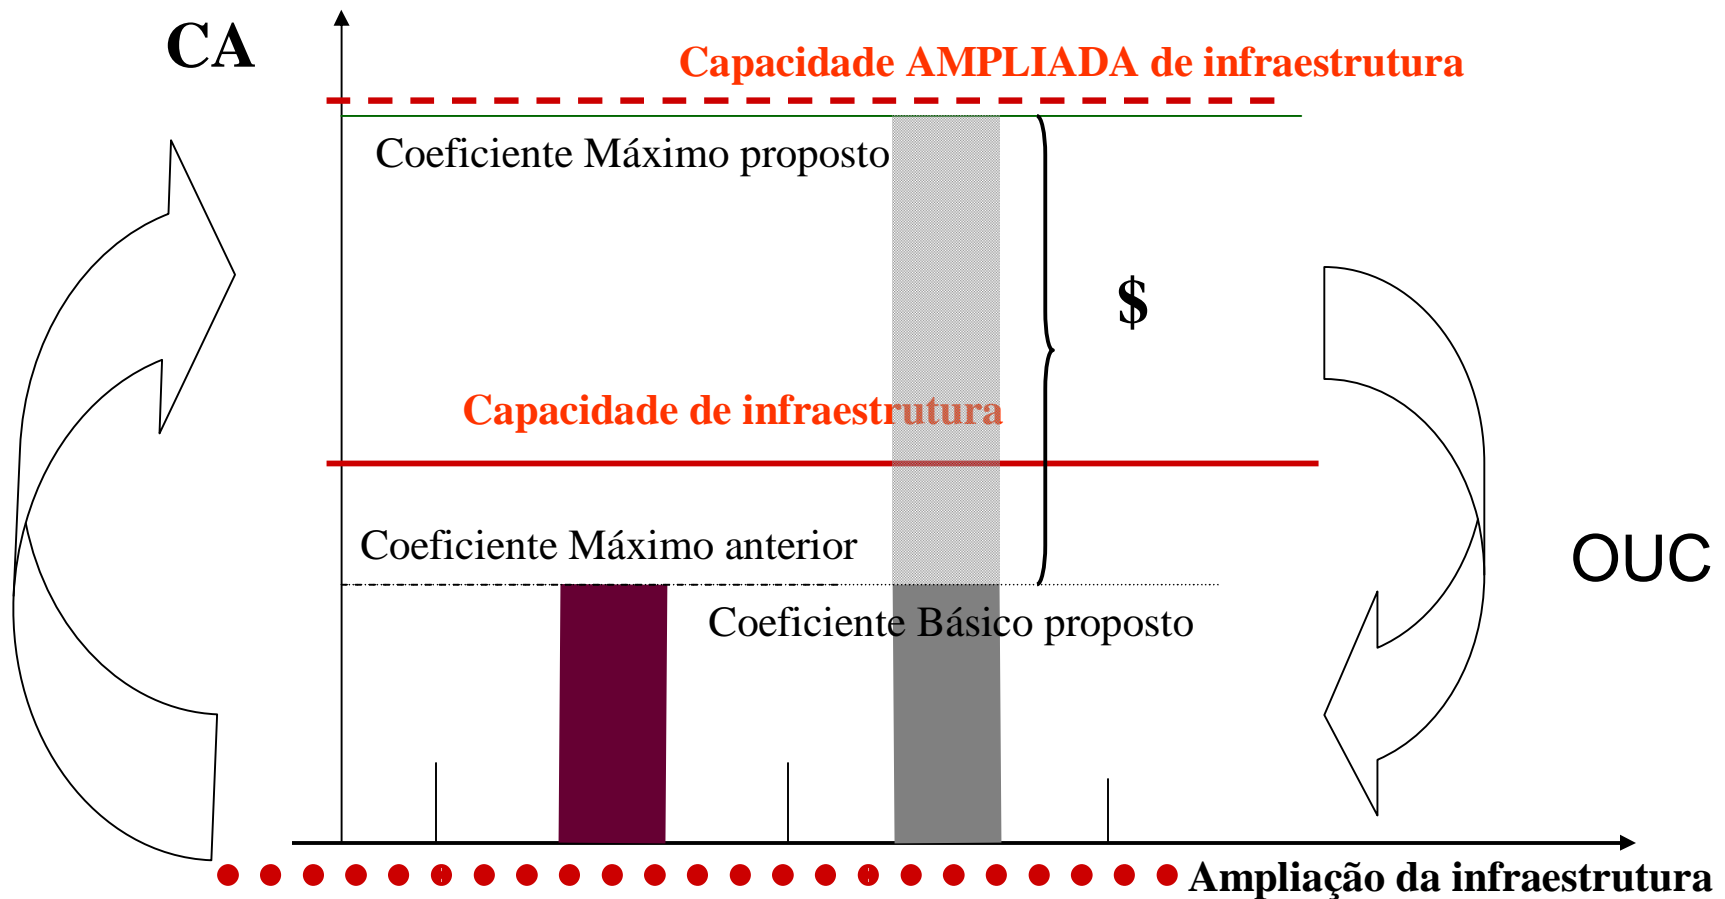 CA
Capacidade AMPLIADA de infraestrutura
Coeficiente Máximo proposto
$
Capacidade de infraestrutura
Coeficiente Máximo anterior
OUC
Coeficiente Básico proposto
Ampliação da infraestrutura